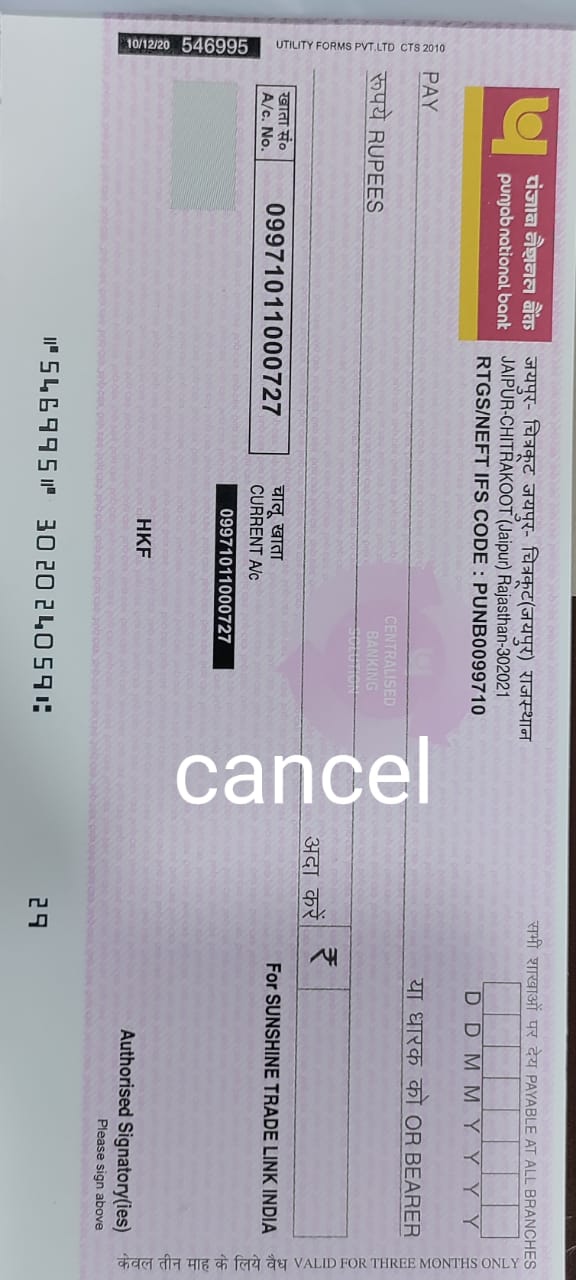 पंजाब नैशनल बैंक
punjab national bank
जयपुर- चित्रकूट जयपुर- चित्रकूट(जयपुर) राजस्थान
JAIPUR-CHITRAKOOT (Jaipur) Rajasthan-302021
RTGS/NEFT IFS CODE : PUNB0099710
सभी शाखाओं पर देय PAYABLE AT ALL BRANCHES
D D M M Y Y Y Y
PAY
या धारक को OR BEARER
रूपये RUPEES
CENTRALISED
BANKING
SOLUTION
अदा करें ₹
खाता सं०
A/c. No.
09971011000727
चालू खाता
CURRENT A/c
For SUNSHINE TRADE LINK INDIA
09971011000727
HKF
Authorised Signatory(ies)
Please sign above
10/12/20 546995
UTILITY FORMS PVT.LTD CTS 2010
केवल तीन माह के लिये वैध VALID FOR THREE MONTHS ONLY
cancel
⑈546995⑈ 302024059⑆ 29